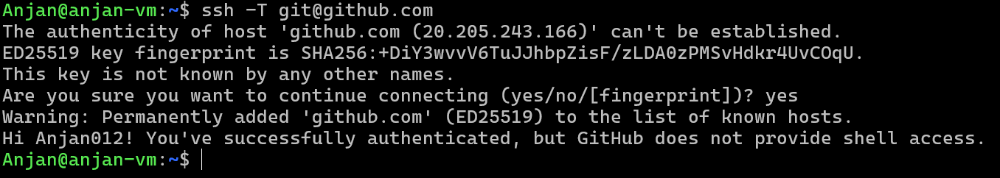 Anjan@anjan-vm:~$ ssh -T git@github.com
The authenticity of host 'github.com (20.205.243.166)' can't be established.
ED25519 key fingerprint is SHA256:+DiY3wvvV6TuJJhbpZisF/zLDA0zPMSvHdkr4UvCOqU.
This key is not known by any other names.
Are you sure you want to continue connecting (yes/no/[fingerprint])? yes
Warning: Permanently added 'github.com' (ED25519) to the list of known hosts.
Hi Anjan012! You've successfully authenticated, but GitHub does not provide shell access.
Anjan@anjan-vm:~$